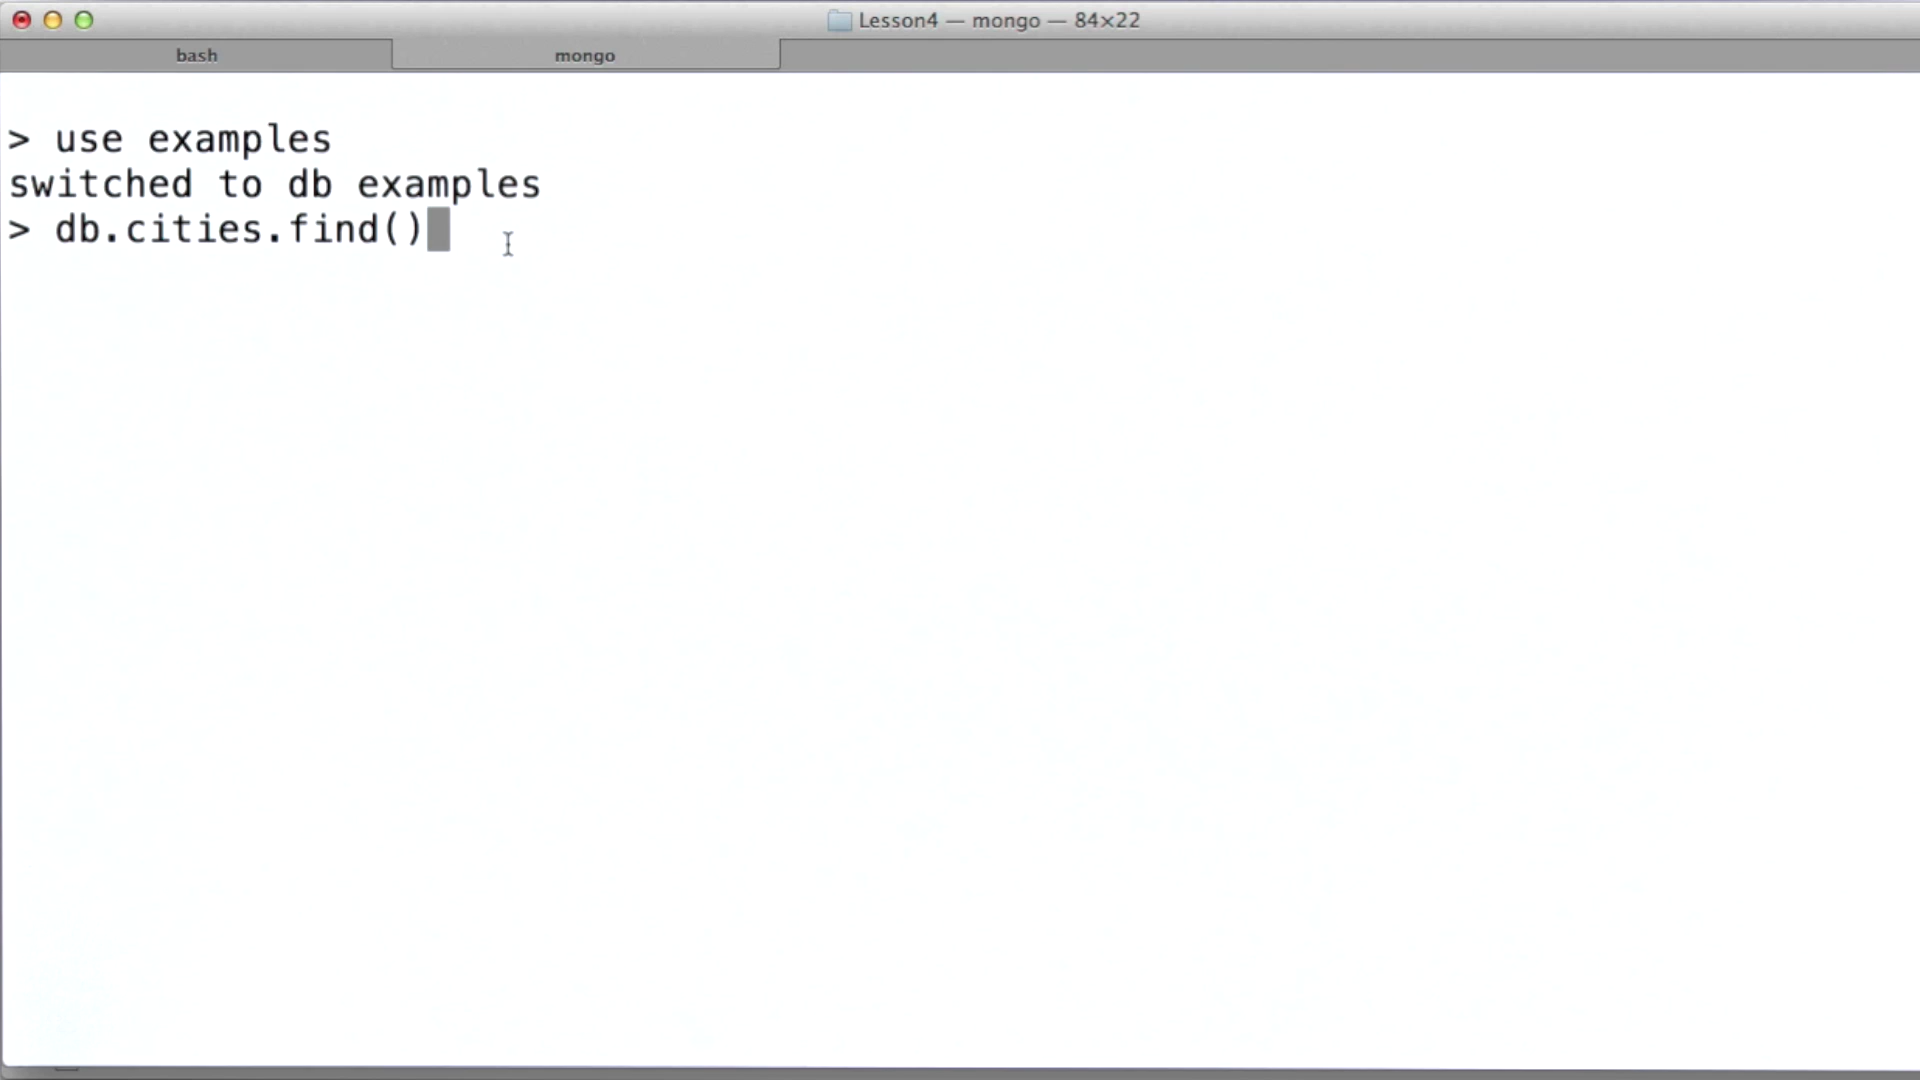 Lesson4 — mongo — 84×22
bash
mongo
> use examples
switched to db examples
> db.cities.find()